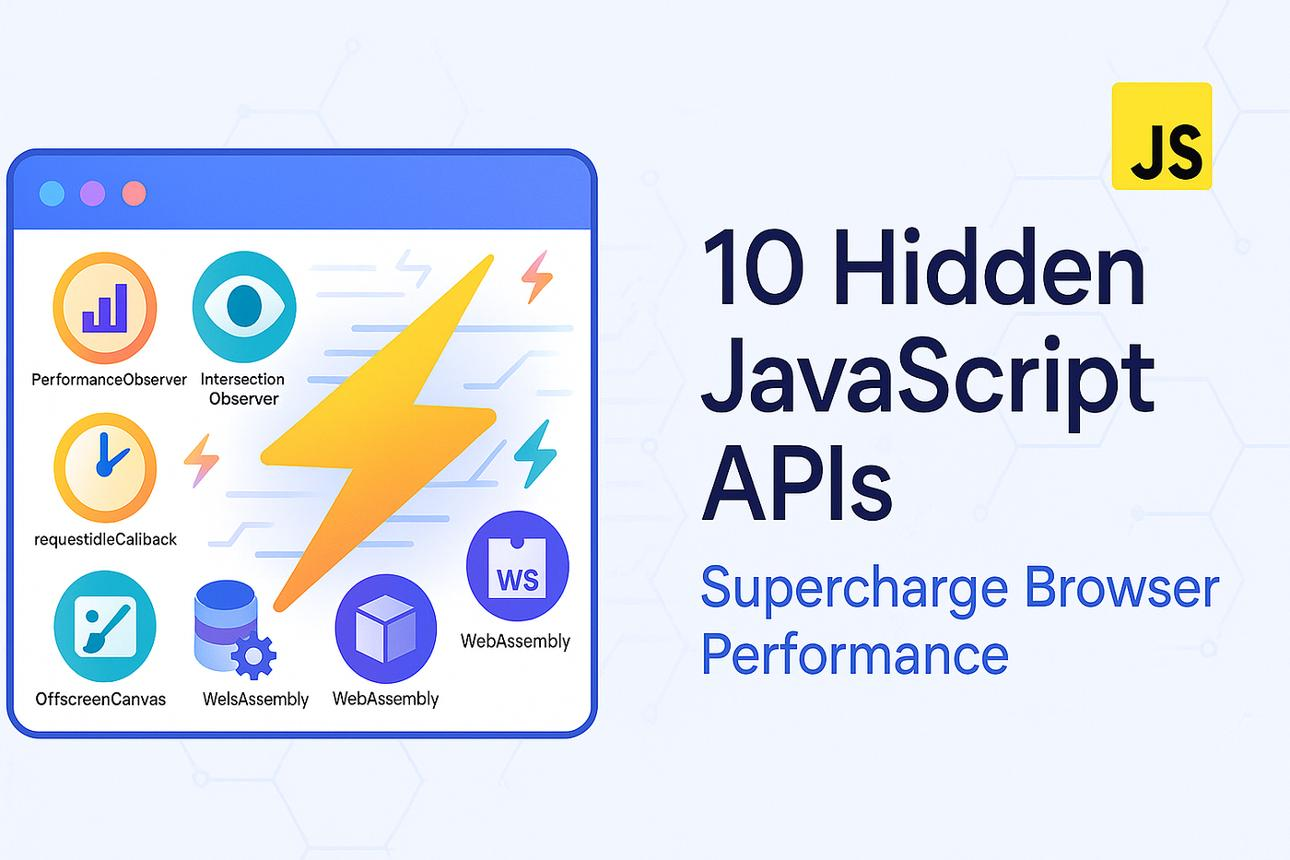 JS
10 Hidden
JavaScript
APIs
Supercharge Browser
Performance
PerformanceObserver
Intersection
Observer
requestidleCaliback
WS
WebAssembly
OffscreenCanvas
WelsAssembly
WebAssembly